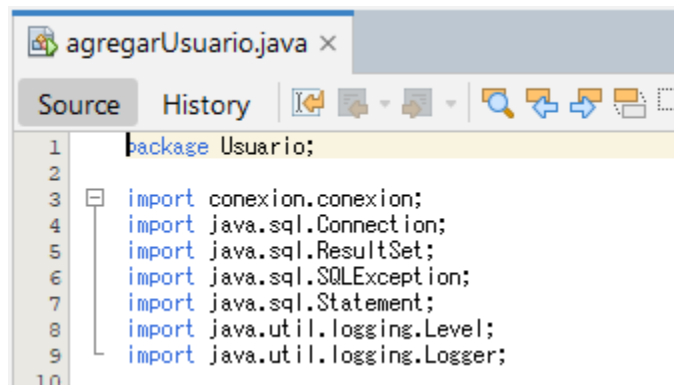 agregarUsuario.java ×
Source History
1 package Usuario;
2
3 import conexion.conexion;
4 import java.sql.Connection;
5 import java.sql.ResultSet;
6 import java.sql.SQLException;
7 import java.sql.Statement;
8 import java.util.logging.Level;
9 import java.util.logging.Logger;
10